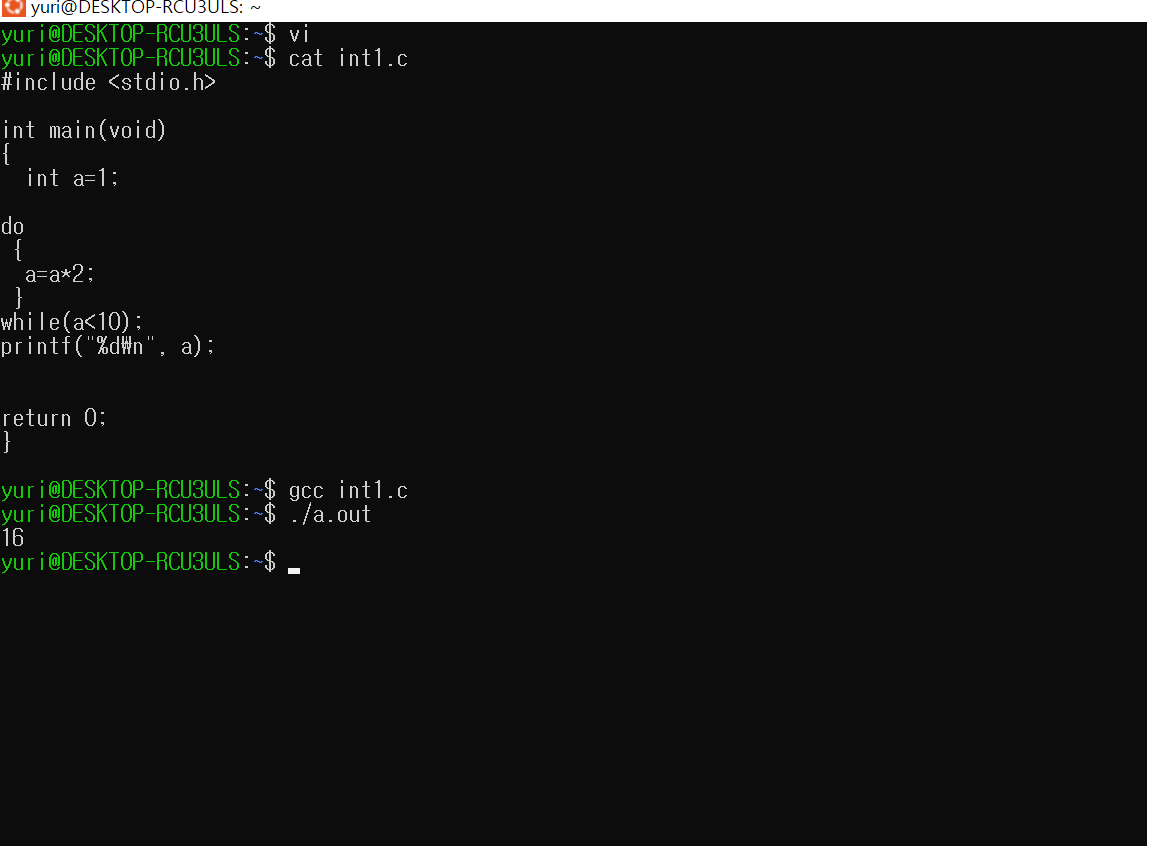 yuri@DESKTOP-RCU3ULS: ~
yuri@DESKTOP-RCU3ULS:~$ vi
yuri@DESKTOP-RCU3ULS:~$ cat int1.c
#include <stdio.h>
int main(void)
{
int a=1;
do
{
a=a*2;
}
while(a<10);
printf("%d₩n", a);
return 0;
}
yuri@DESKTOP-RCU3ULS:~$ gcc int1.c
yuri@DESKTOP-RCU3ULS:~$ ./a.out
16
yuri@DESKTOP-RCU3ULS:~$